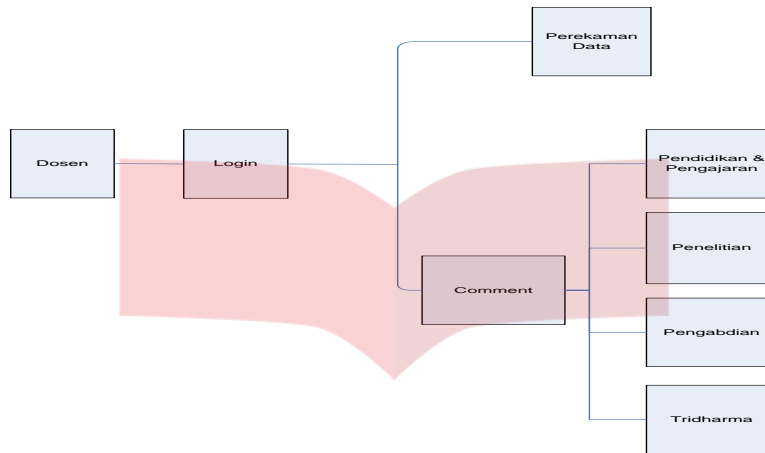 Perekaman
Data
Dosen
Login
Pendidikan &
Pengajaran
Penelitian
Comment
Pengabdian
Tridharma